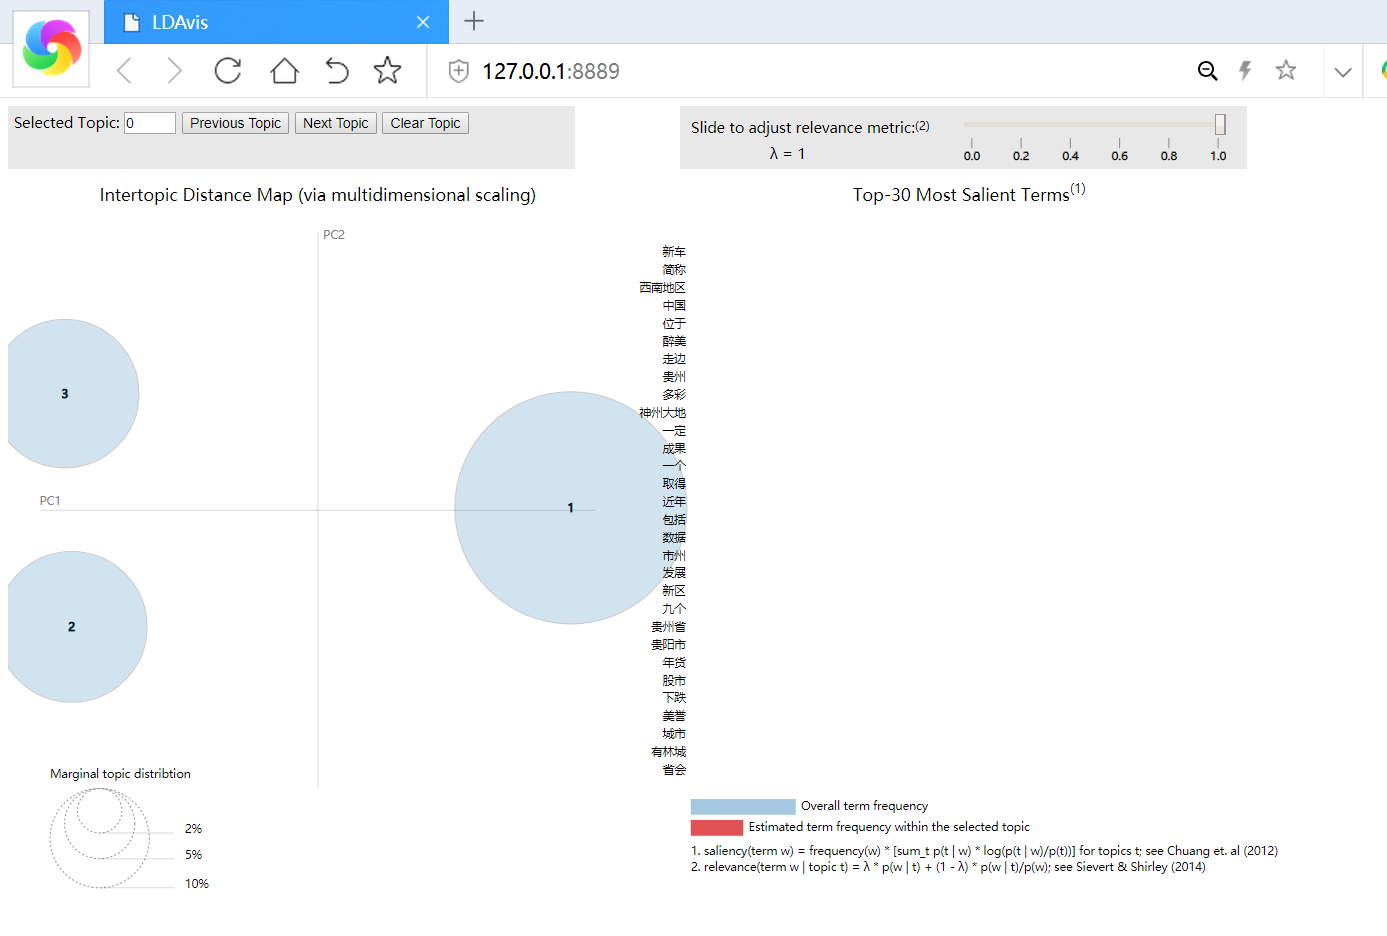 LDAvis
127.0.0.1:8889
Selected Topic: 0 Previous Topic Next Topic Clear Topic
Slide to adjust relevance metric:(2)
λ = 1
0.0 0.2 0.4 0.6 0.8 1.0
Intertopic Distance Map (via multidimensional scaling)
Top-30 Most Salient Terms(1)
PC2
PC1
3
1
2
新车
简称
西南地区
中国
位于
醉美
走边
贵州
多彩
神州大地
一定
成果
一个
取得
近年
包括
数据
市州
发展
新区
九个
贵州省
贵阳市
年货
股市
下跌
美誉
城市
有林城
省会
Marginal topic distribtion
2%
5%
10%
Overall term frequency
Estimated term frequency within the selected topic
1. saliency(term w) = frequency(w) * [sum_t p(t | w) * log(p(t | w)/p(t))] for topics t; see Chuang et. al (2012)
2. relevance(term w | topic t) = λ * p(w | t) + (1 - λ) * p(w | t)/p(w); see Sievert & Shirley (2014)